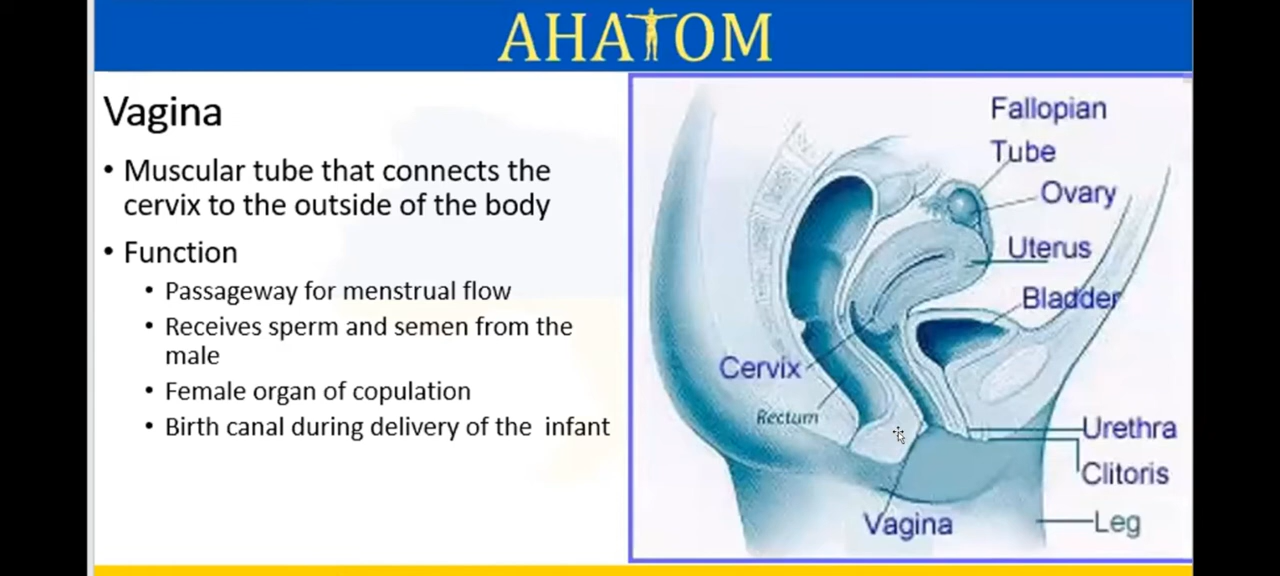 AHATOM
Vagina
• Muscular tube that connects the
cervix to the outside of the body
• Function
• Passageway for menstrual flow
• Receives sperm and semen from the
male
• Female organ of copulation
• Birth canal during delivery of the infant
Fallopian
Tube
Ovary
Uterus
Bladder
Cervix
Rectum
Urethra
Clitoris
Vagina
Leg